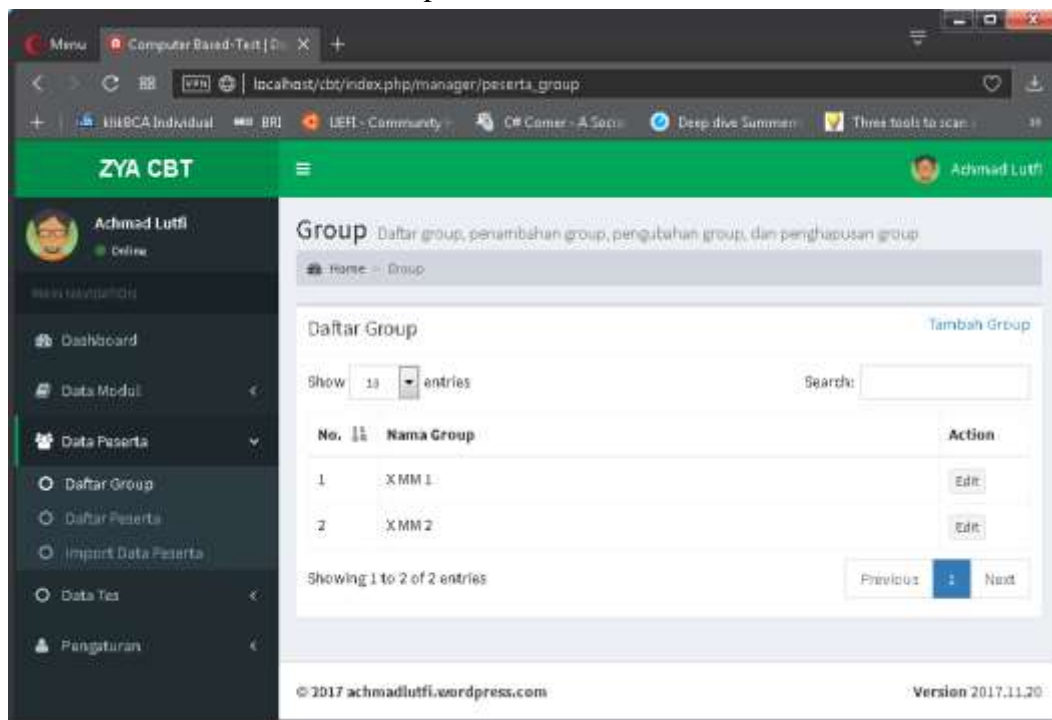 Menu Computer Based-Test | D
VPN localhost/cbt/index.php/manager/peserta_group
klikBCA Individual BRI UEFI - Community C# Corner - A Soci Deep dive Summer Three tools to scan
ZYA CBT
Achmad Lutfi
Achmad Lutfi
Online
MAIN NAVIGATION
Dashboard
Data Modul
Data Peserta
Daftar Group
Daftar Peserta
Import Data Peserta
Data Tes
Pengaturan
Group Daftar group, penambahan group, pengubahan group, dan penghapusan group
Home > Group
Daftar Group Tambah Group
Show 10 entries Search:
No. Nama Group Action
1 X MM 1 Edit
2 X MM 2 Edit
Showing 1 to 2 of 2 entries Previous 1 Next
© 2017 achmadlutfi.wordpress.com Version 2017.11.20